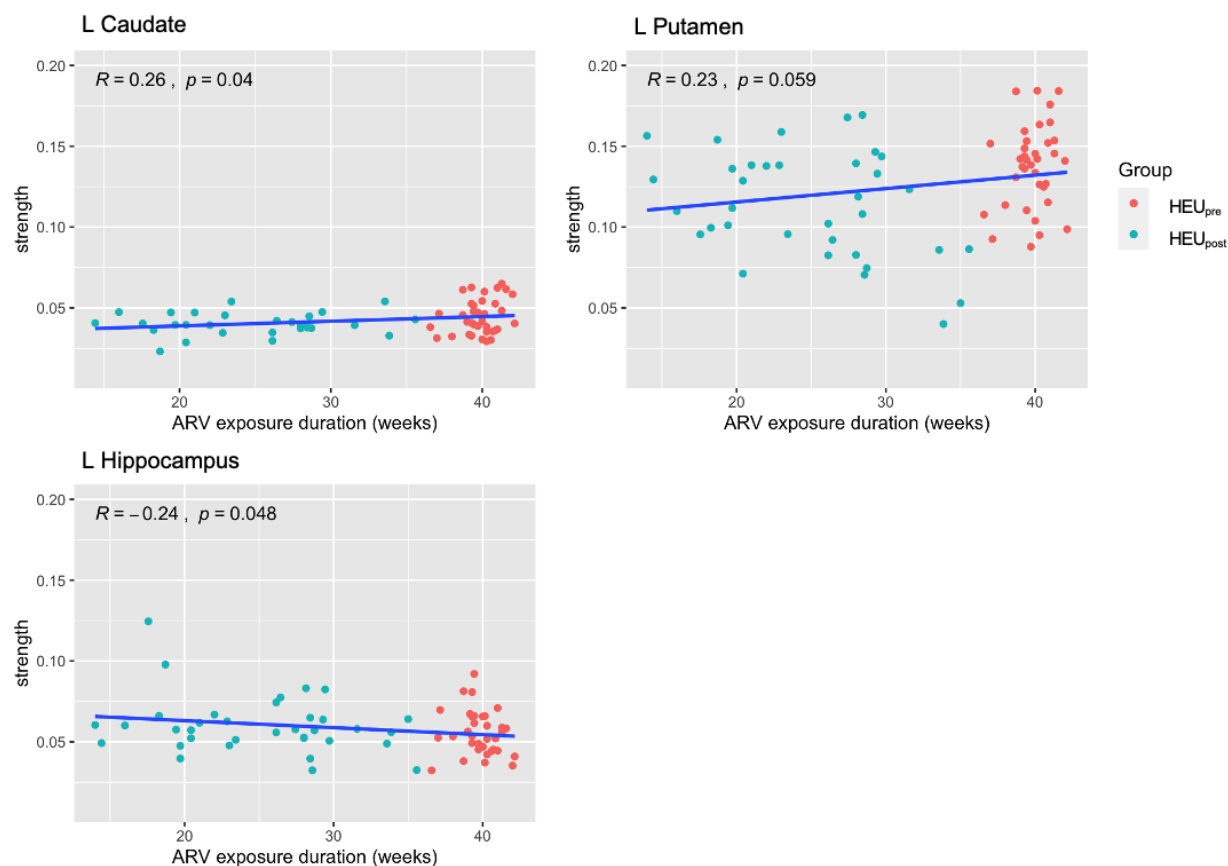 L Caudate
R = 0.26 , p = 0.04
0.20
0.15
0.10
0.05
strength
20 30 40
ARV exposure duration (weeks)
L Putamen
R = 0.23 , p = 0.059
0.20
0.15
0.10
0.05
strength
20 30 40
ARV exposure duration (weeks)
Group
HEUpre
HEUpost
L Hippocampus
R = −0.24 , p = 0.048
0.20
0.15
0.10
0.05
strength
20 30 40
ARV exposure duration (weeks)